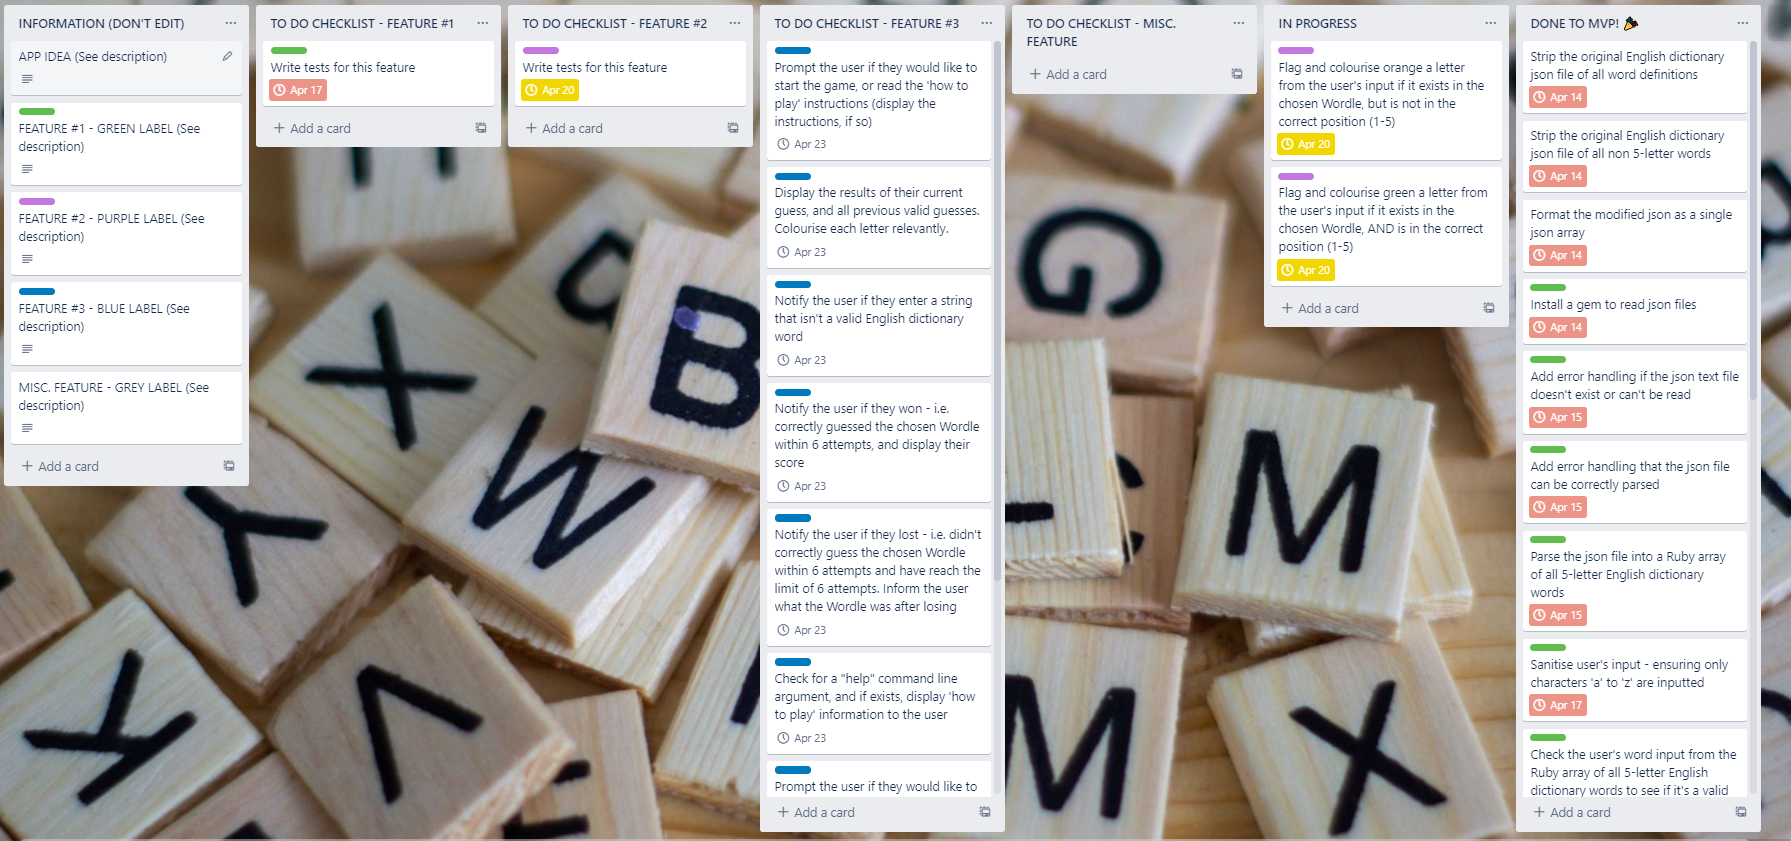 INFORMATION (DON'T EDIT)
APP IDEA (See description)
FEATURE #1 - GREEN LABEL (See
description)
FEATURE #2 - PURPLE LABEL (See
description)
FEATURE #3 - BLUE LABEL (See
description)
MISC. FEATURE - GREY LABEL (See
description)
+ Add a card
TO DO CHECKLIST - FEATURE #1
Write tests for this feature
Apr 17
+ Add a card
TO DO CHECKLIST - FEATURE #2
Write tests for this feature
Apr 20
+ Add a card
TO DO CHECKLIST - FEATURE #3
Prompt the user if they would like to
start the game, or read the 'how to
play' instructions (display the
instructions, if so)
Apr 23
Display the results of their current
guess, and all previous valid guesses.
Colourise each letter relevantly.
Apr 23
Notify the user if they enter a string
that isn't a valid English dictionary
word
Apr 23
Notify the user if they won - i.e.
correctly guessed the chosen Wordle
within 6 attempts, and display their
score
Apr 23
Notify the user if they lost - i.e. didn't
correctly guess the chosen Wordle
within 6 attempts and have reach the
limit of 6 attempts. Inform the user
what the Wordle was after losing
Apr 23
Check for a "help" command line
argument, and if exists, display 'how
to play' information to the user
Apr 23
Prompt the user if they would like to
+ Add a card
TO DO CHECKLIST - MISC.
FEATURE
+ Add a card
IN PROGRESS
Flag and colourise orange a letter
from the user's input if it exists in the
chosen Wordle, but is not in the
correct position (1-5)
Apr 20
Flag and colourise green a letter from
the user's input if it exists in the
chosen Wordle, AND is in the correct
position (1-5)
Apr 20
+ Add a card
DONE TO MVP! 🎉
Strip the original English dictionary
json file of all word definitions
Apr 14
Strip the original English dictionary
json file of all non 5-letter words
Apr 14
Format the modified json as a single
json array
Apr 14
Install a gem to read json files
Apr 14
Add error handling if the json text file
doesn't exist or can't be read
Apr 15
Add error handling that the json file
can be correctly parsed
Apr 15
Parse the json file into a Ruby array
of all 5-letter English dictionary
words
Apr 15
Sanitise user's input - ensuring only
characters 'a' to 'z' are inputted
Apr 17
Check the user's word input from the
Ruby array of all 5-letter English
dictionary words to see if it's a valid
+ Add a card
B
X
W
Y
G
M
M
X